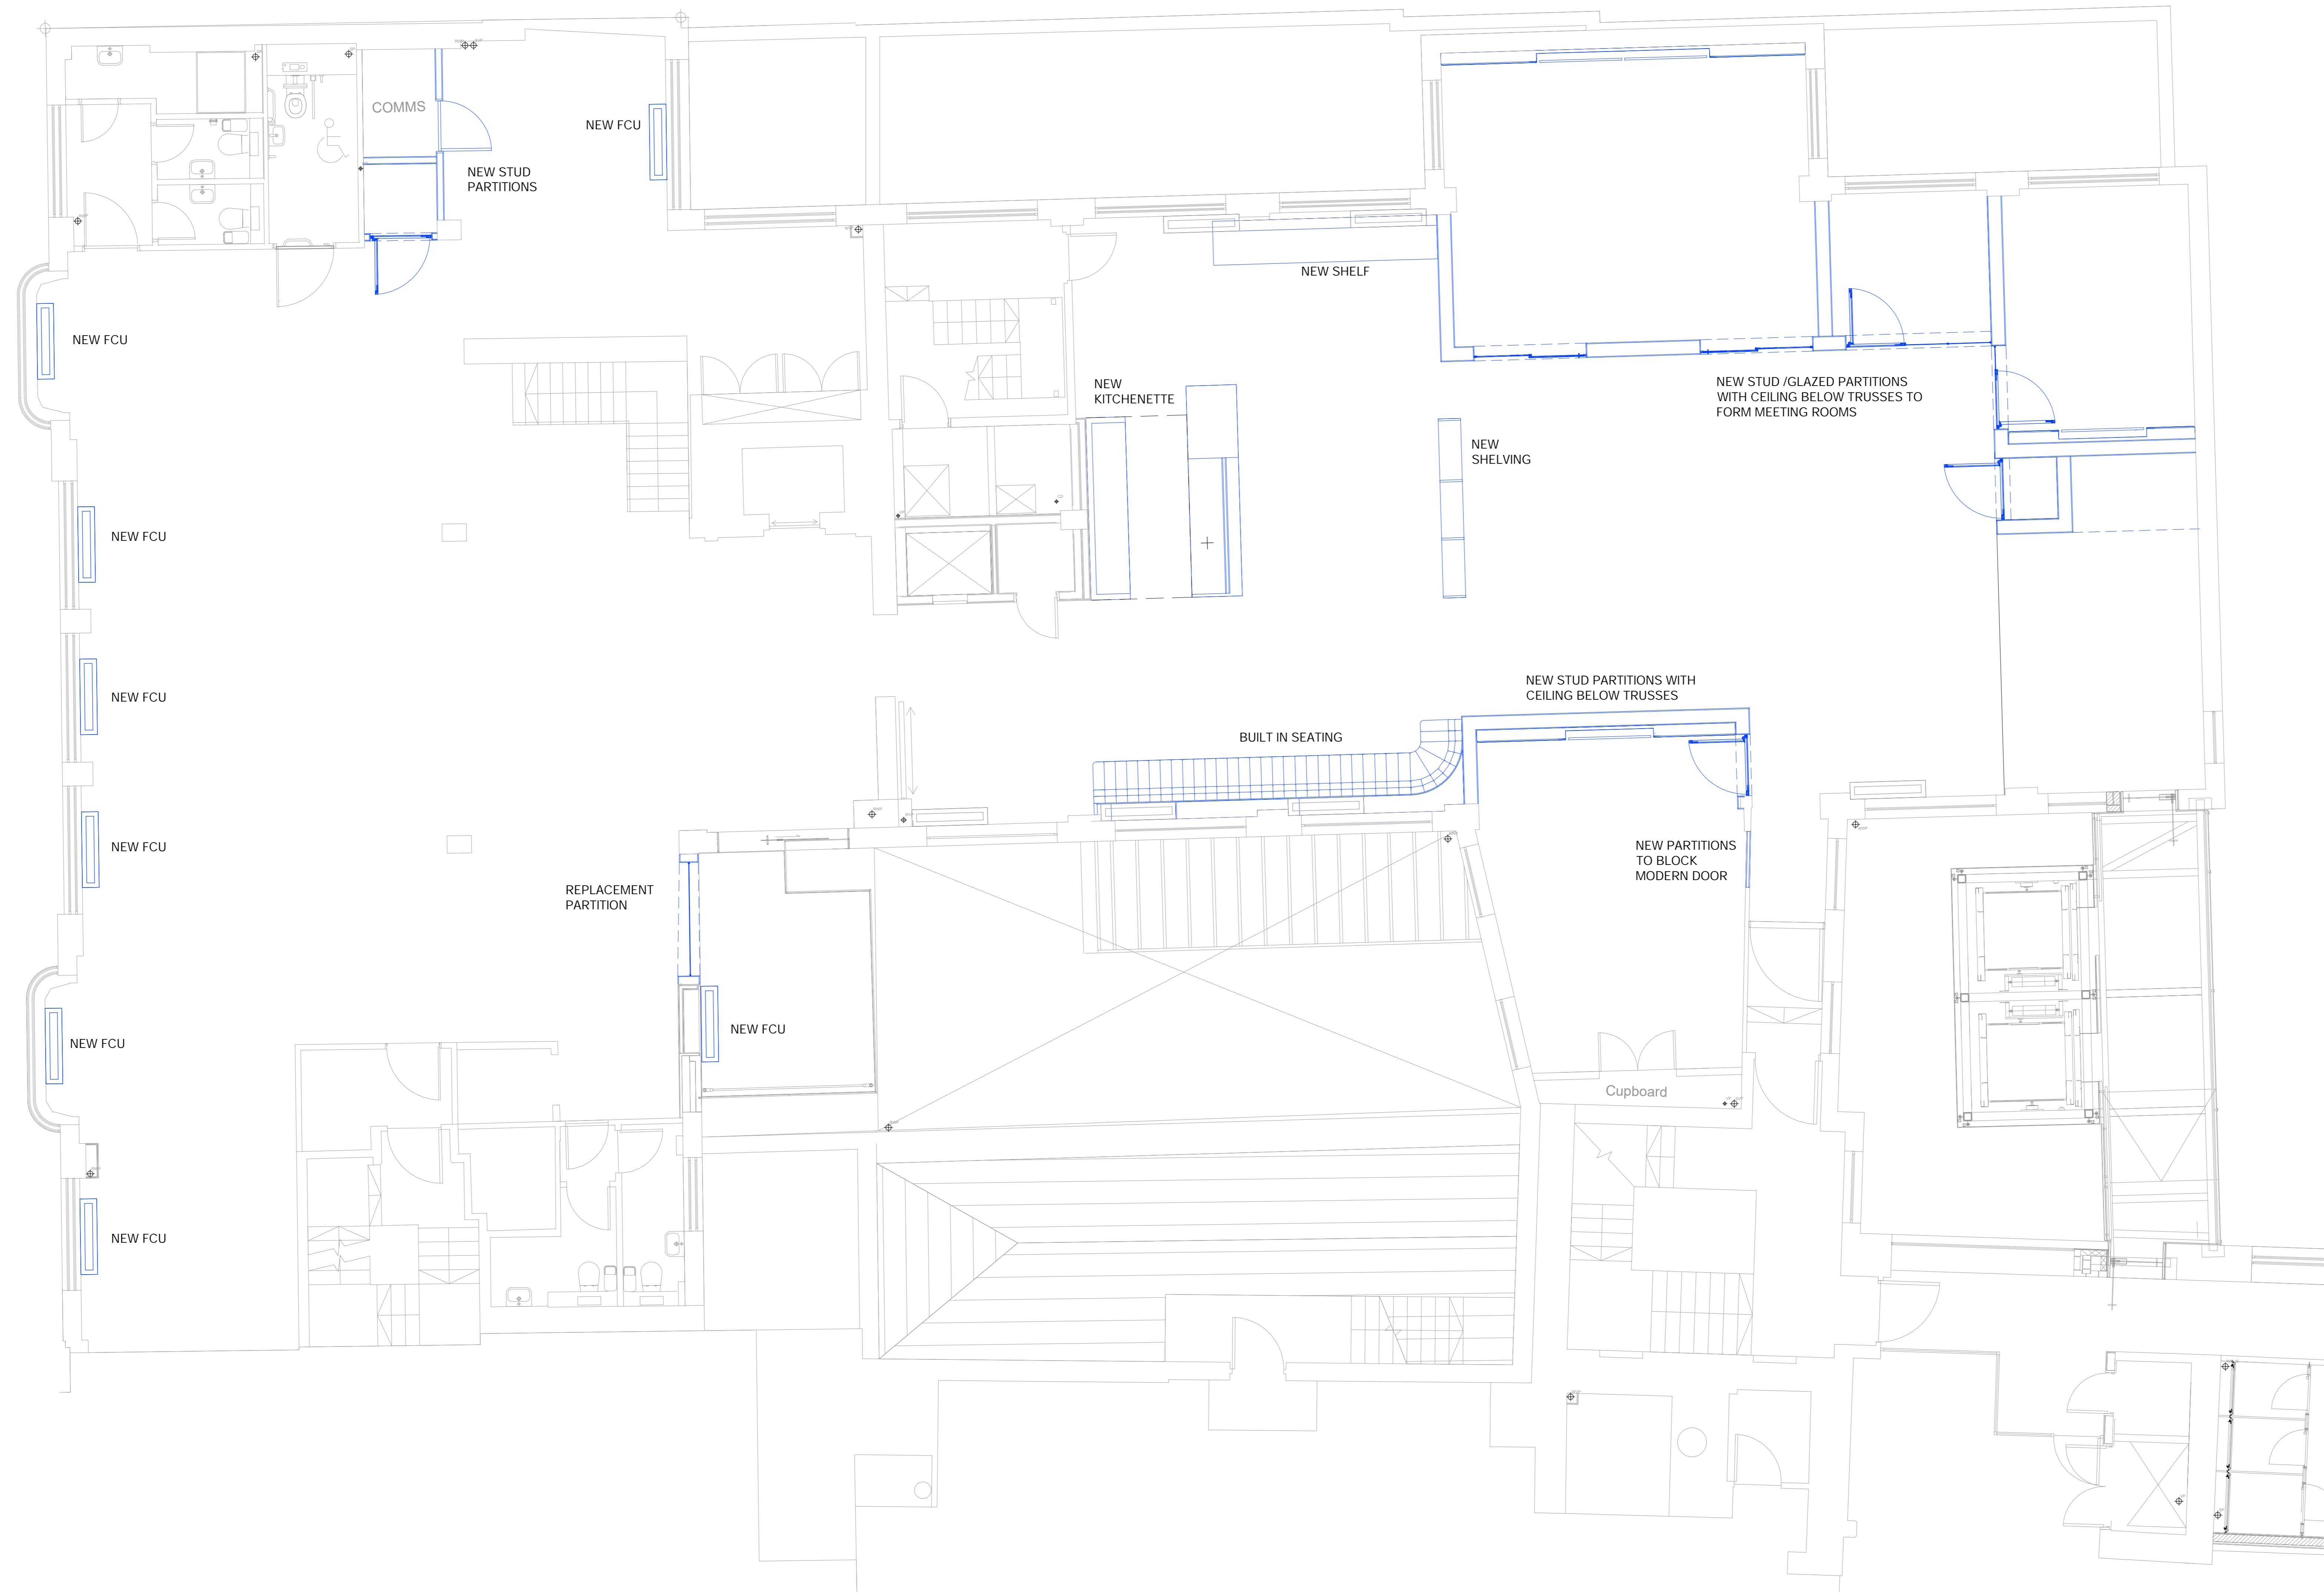 COMMS
NEW FCU
NEW STUD
PARTITIONS
NEW SHELF
NEW FCU
NEW
KITCHENETTE
NEW STUD /GLAZED PARTITIONS
WITH CEILING BELOW TRUSSES TO
FORM MEETING ROOMS
NEW
SHELVING
NEW FCU
NEW FCU
NEW STUD PARTITIONS WITH
CEILING BELOW TRUSSES
BUILT IN SEATING
NEW FCU
NEW PARTITIONS
TO BLOCK
MODERN DOOR
REPLACEMENT
PARTITION
NEW FCU
NEW FCU
Cupboard
NEW FCU